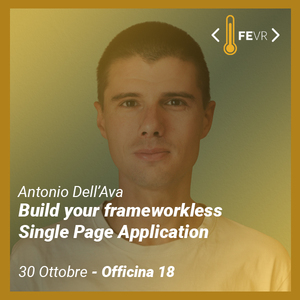 FEVR
Antonio Dell'Ava
Build your frameworkless
Single Page Application
30 Ottobre - Officina 18